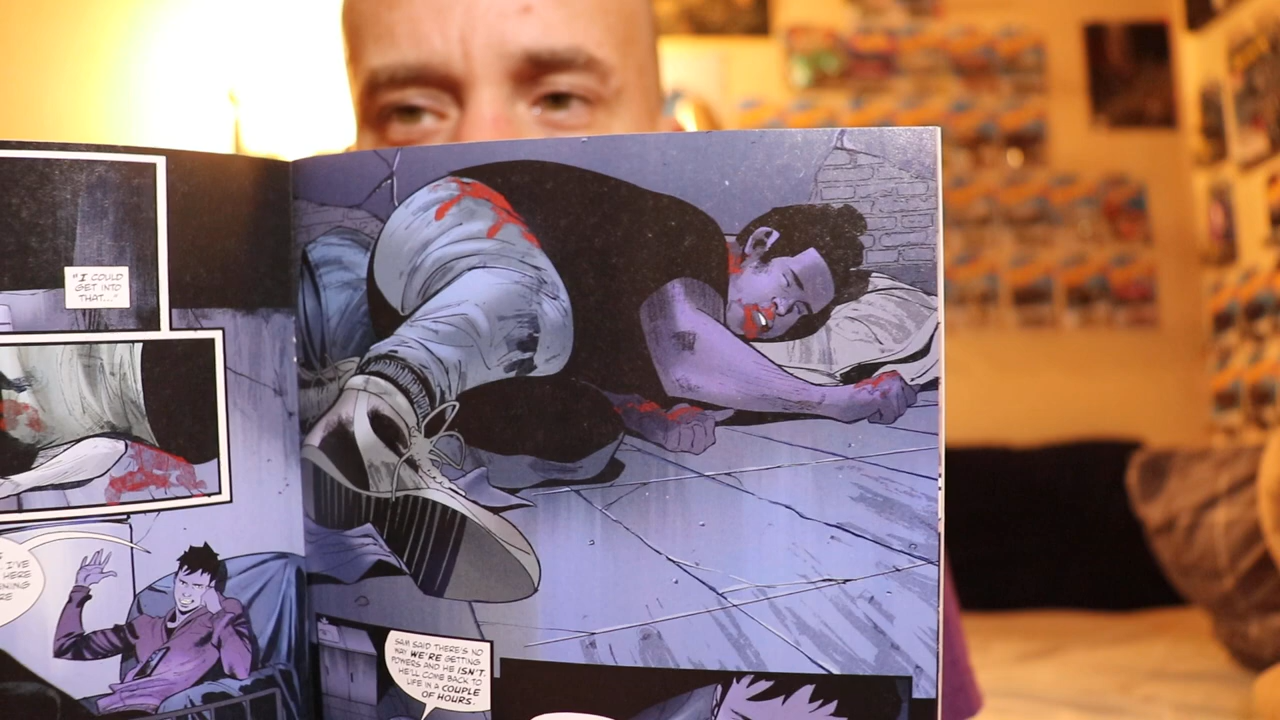 "I COULD
GET INTO
THAT..."
I'VE
HERE
SAM SAID THERE'S NO
WAY WE'RE GETTING
POWERS AND HE ISN'T.
HE'LL COME BACK TO
LIFE IN A COUPLE
OF HOURS.